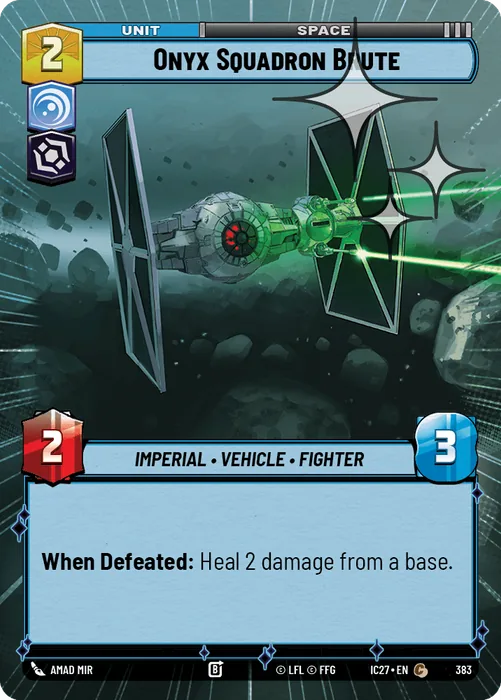 UNIT
SPACE
2
ONYX SQUADRON BRUTE
2
IMPERIAL • VEHICLE • FIGHTER
3
When Defeated: Heal 2 damage from a base.
AMAD MIR
B
© LFL © FFG
IC27 • EN
C
383